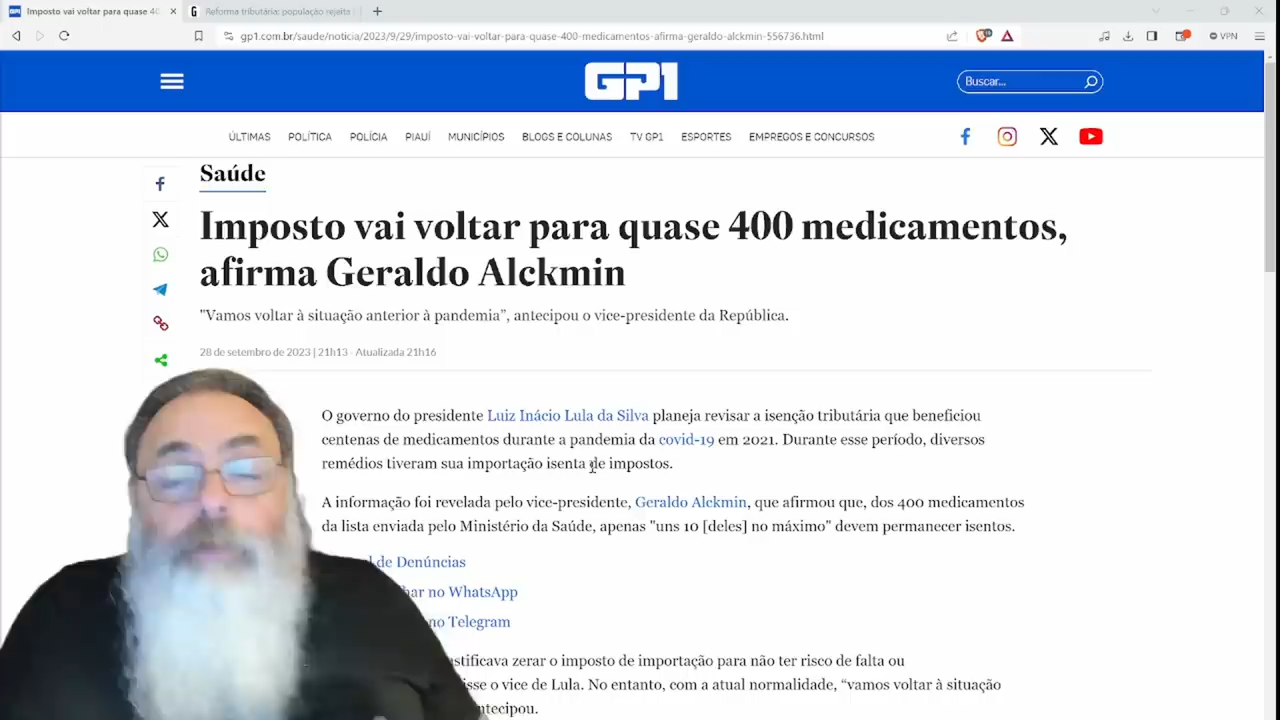 Imposto vai voltar para quase 40
Reforma tributária: população rejeita
gp1.com.br/saude/noticia/2023/9/29/imposto-vai-voltar-para-quase-400-medicamentos-afirma-geraldo-alckmin-556736.html
VPN
GP1
Buscar...
ÚLTIMAS POLÍTICA POLÍCIA PIAUÍ MUNICÍPIOS BLOGS E COLUNAS TV GP1 ESPORTES EMPREGOS E CONCURSOS
Saúde
Imposto vai voltar para quase 400 medicamentos,
afirma Geraldo Alckmin
"Vamos voltar à situação anterior à pandemia”, antecipou o vice-presidente da República.
28 de setembro de 2023 | 21h13 - Atualizada 21h16
O governo do presidente Luiz Inácio Lula da Silva planeja revisar a isenção tributária que beneficiou
centenas de medicamentos durante a pandemia da covid-19 em 2021. Durante esse período, diversos
remédios tiveram sua importação isenta de impostos.
A informação foi revelada pelo vice-presidente, Geraldo Alckmin, que afirmou que, dos 400 medicamentos
da lista enviada pelo Ministério da Saúde, apenas "uns 10 [deles] no máximo” devem permanecer isentos.
de Denúncias
no WhatsApp
no Telegram
zerar o imposto de importação para não ter risco de falta ou
o vice de Lula. No entanto, com a atual normalidade, “vamos voltar à situação